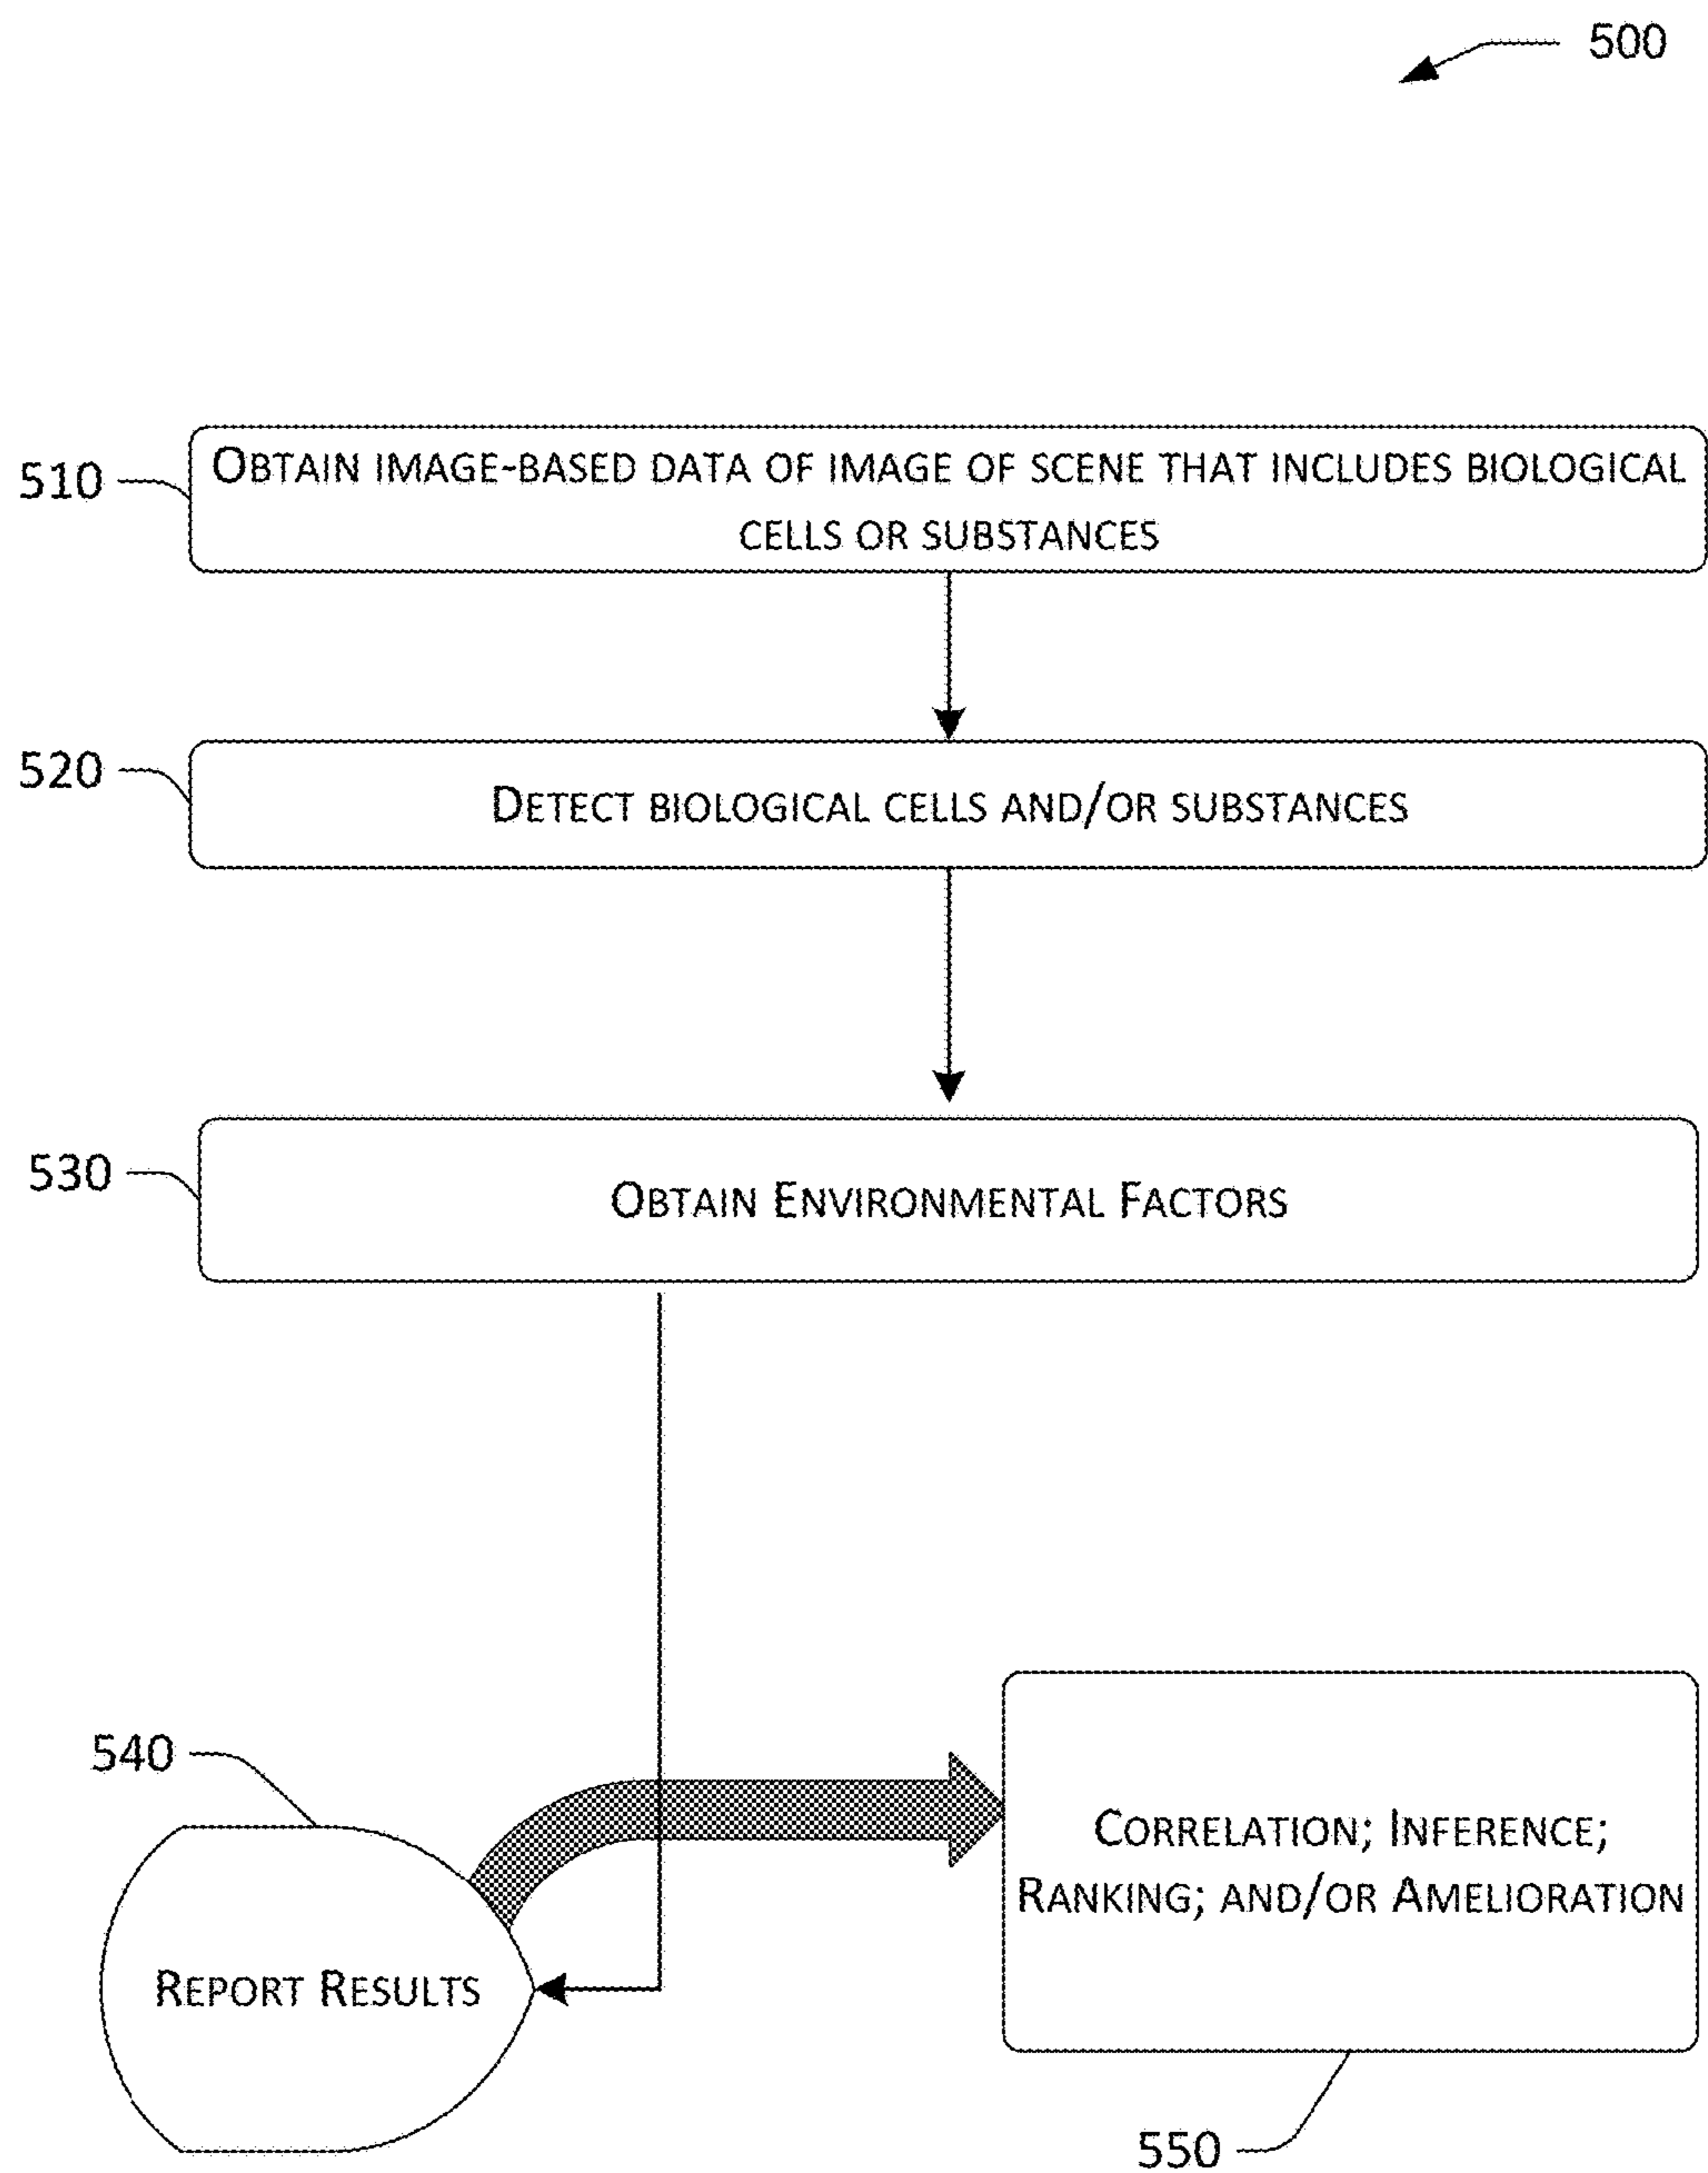 500
510
OBTAIN IMAGE-BASED DATA OF IMAGE OF SCENE THAT INCLUDES BIOLOGICAL
CELLS OR SUBSTANCES
520
DETECT BIOLOGICAL CELLS AND/OR SUBSTANCES
530
OBTAIN ENVIRONMENTAL FACTORS
540
REPORT RESULTS
CORRELATION; INFERENCE;
RANKING; AND/OR AMELIORATION
550